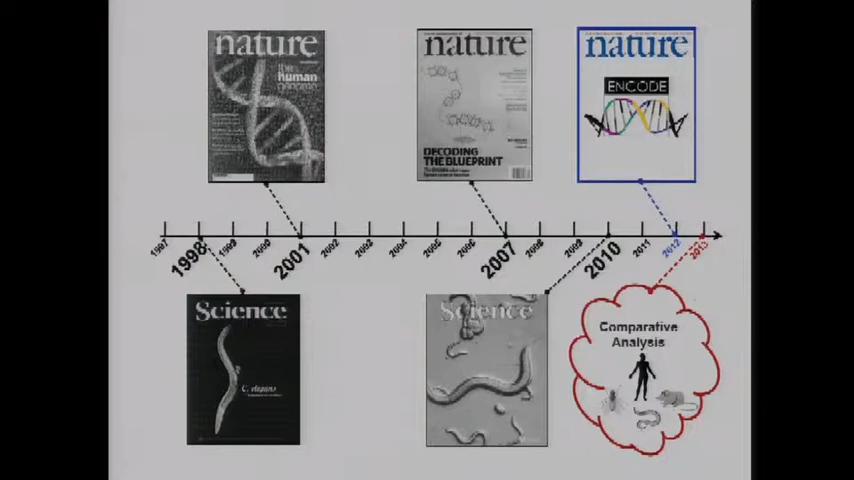 nature
the
human
genome
nature
DECODING
THE BLUEPRINT
nature
ENCODE
1997
1998
1999
2000
2001
2002
2003
2004
2005
2006
2007
2008
2009
2010
2011
2012
2013
Science
C. elegans
Science
Comparative
Analysis